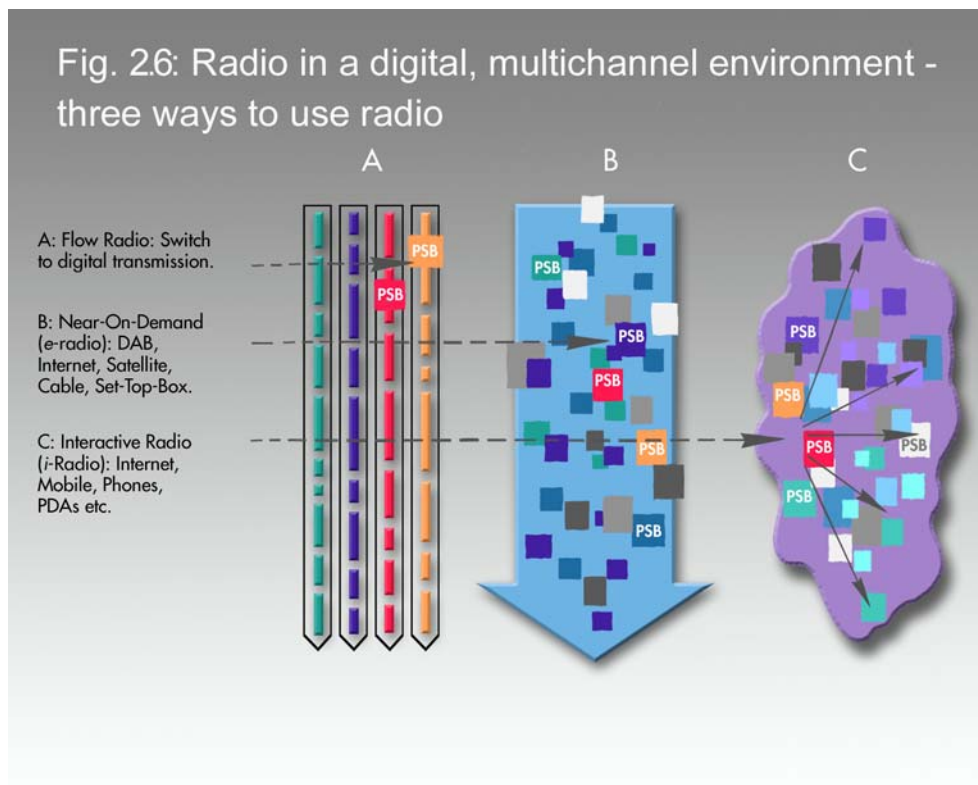 Fig. 2.6: Radio in a digital, multichannel environment -
three ways to use radio
A
B
C
A: Flow Radio: Switch
to digital transmission.
B: Near-On-Demand
(e-radio): DAB,
Internet, Satellite,
Cable, Set-Top-Box.
C: Interactive Radio
(i-Radio): Internet,
Mobile, Phones,
PDAs etc.
PSB
PSB
PSB
PSB
PSB
PSB
PSB
PSB
PSB
PSB
PSB
PSB